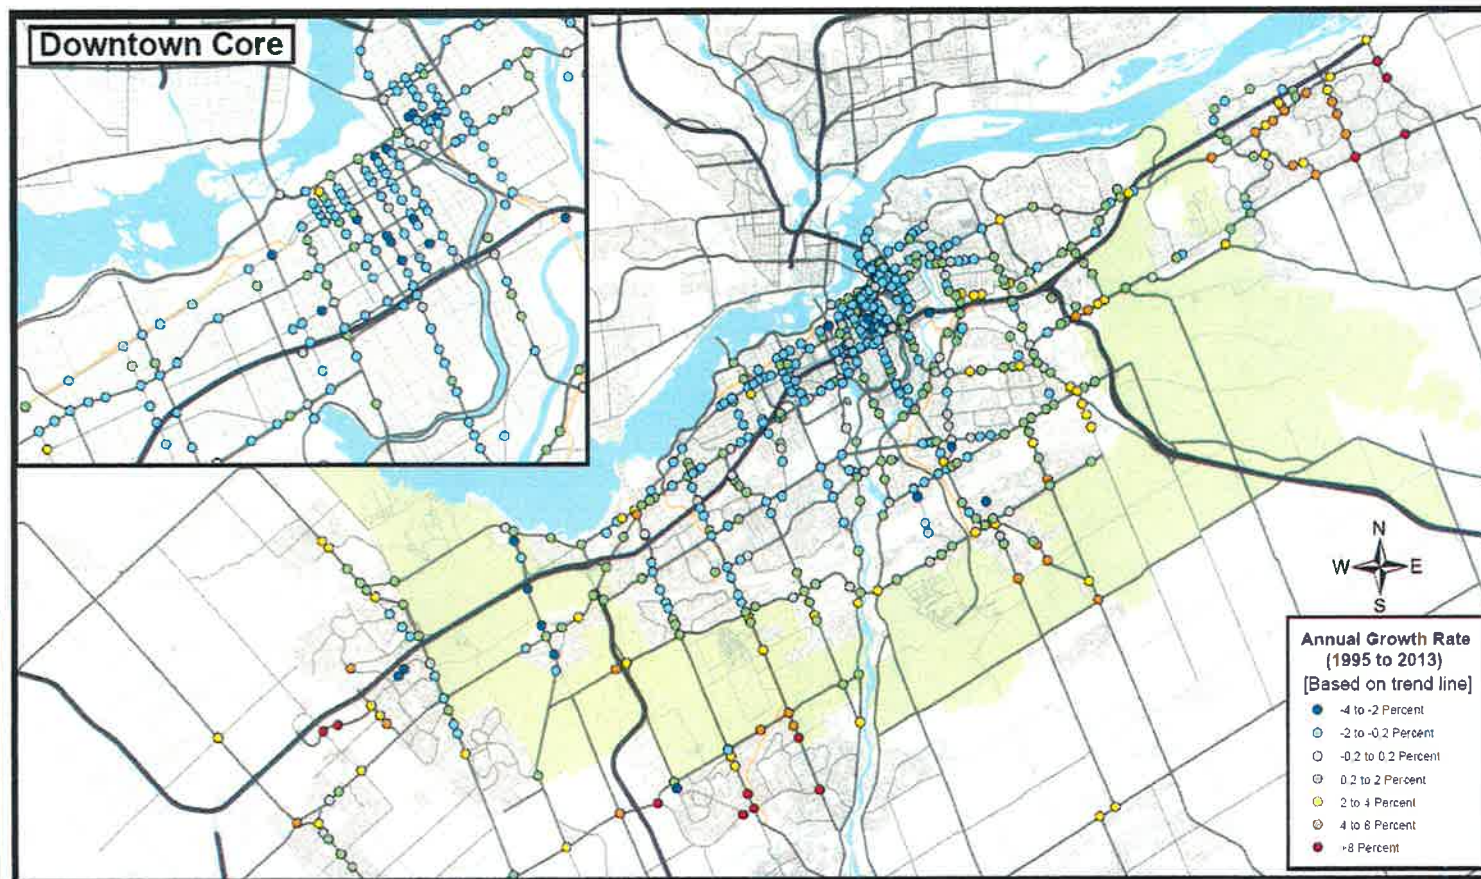 Downtown Core
N
W E
S
Annual Growth Rate
(1995 to 2013)
[Based on trend line]
-4 to -2 Percent
-2 to -0.2 Percent
-0.2 to 0.2 Percent
0.2 to 2 Percent
2 to 4 Percent
4 to 8 Percent
+8 Percent